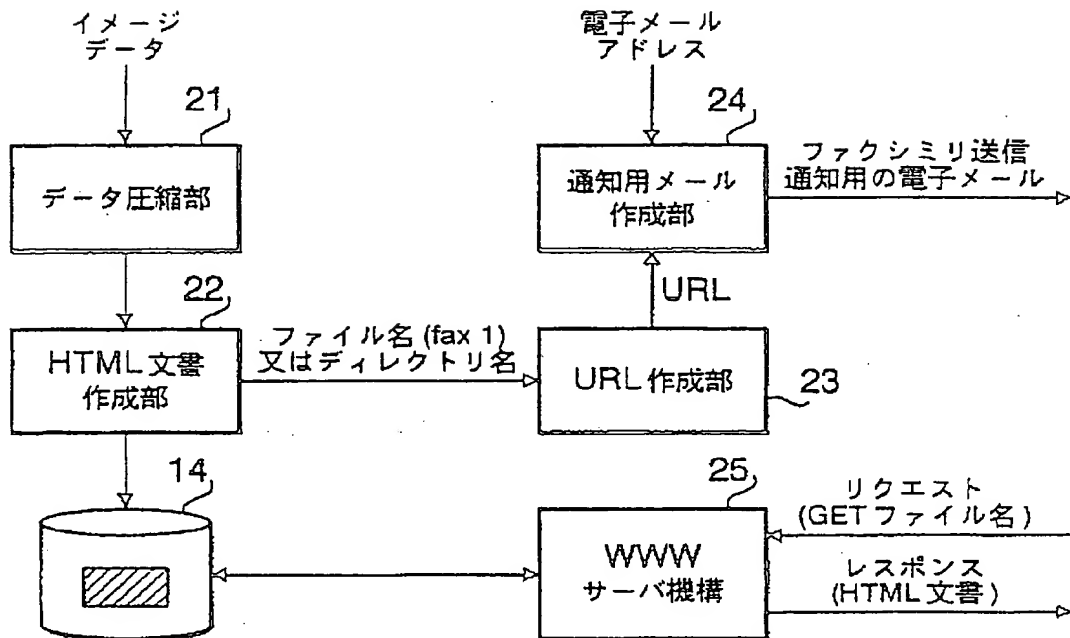 イメージ
データ
電子メール
アドレス
21
24
データ圧縮部
通知用メール
作成部
ファクシミリ送信
通知用の電子メール
URL
22
HTML文書
作成部
ファイル名(fax 1)
又はディレクトリ名
URL作成部
23
14
25
WWW
サーバ機構
リクエスト
(GETファイル名)
レスポンス
(HTML文書)